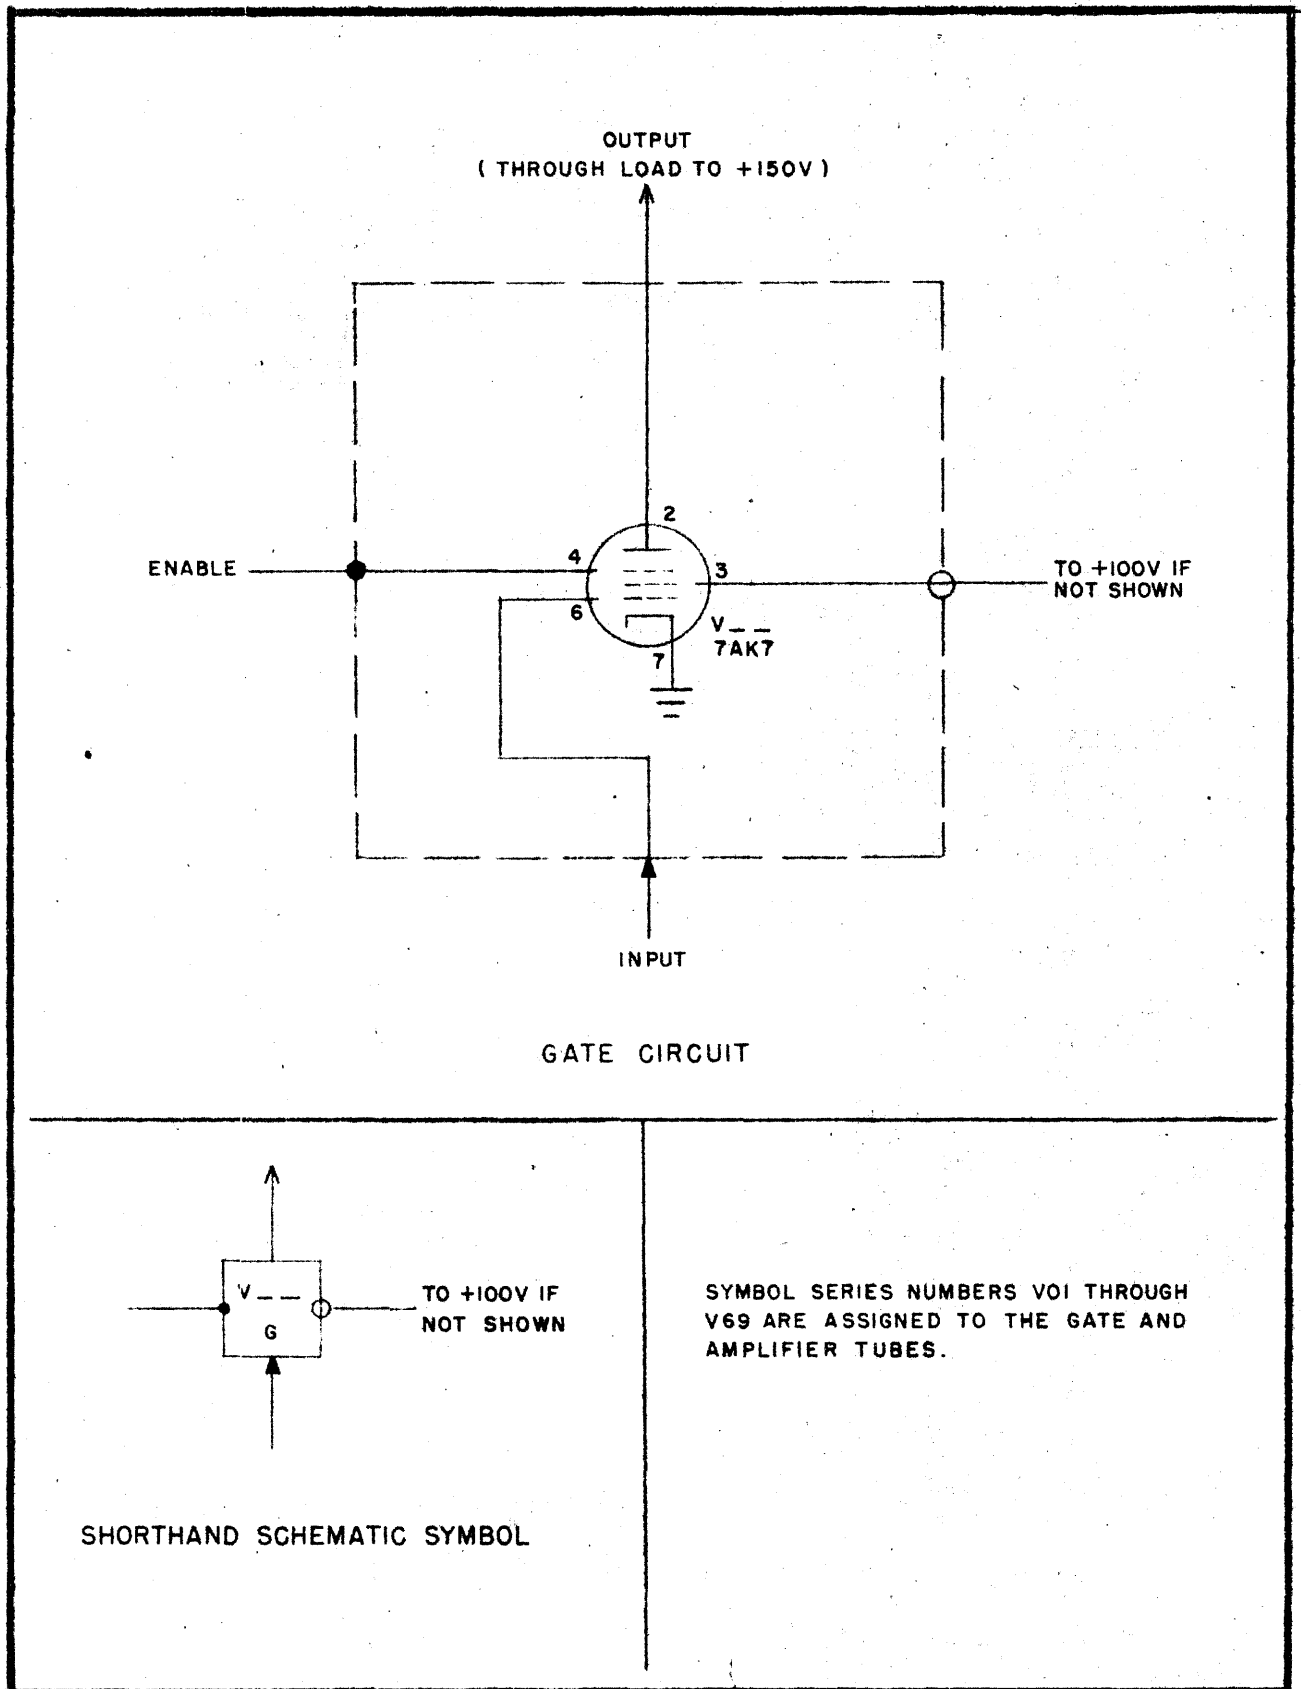 OUTPUT
( THROUGH LOAD TO +150V )
2
ENABLE
4
3
TO +100V IF
NOT SHOWN
6
V _ _
7AK7
7
INPUT
GATE CIRCUIT
V _ _
G
TO +100V IF
NOT SHOWN
SHORTHAND SCHEMATIC SYMBOL
SYMBOL SERIES NUMBERS V01 THROUGH
V69 ARE ASSIGNED TO THE GATE AND
AMPLIFIER TUBES.